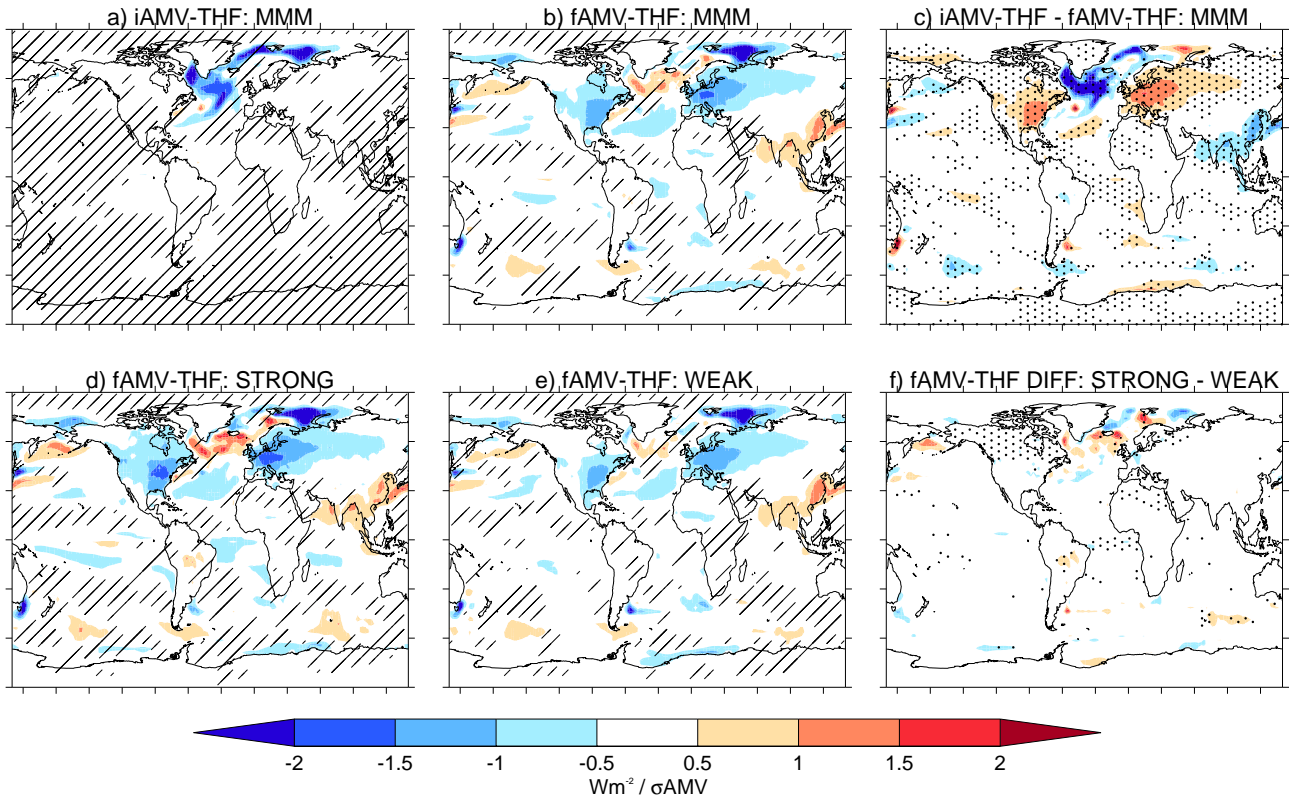 a) iAMV-THF: MMM
b) fAMV-THF: MMM
c) iAMV-THF - fAMV-THF: MMM
d) fAMV-THF: STRONG
e) fAMV-THF: WEAK
f) fAMV-THF DIFF: STRONG - WEAK
-2 -1.5 -1 -0.5 0.5 1 1.5 2
Wm⁻² / σAMV